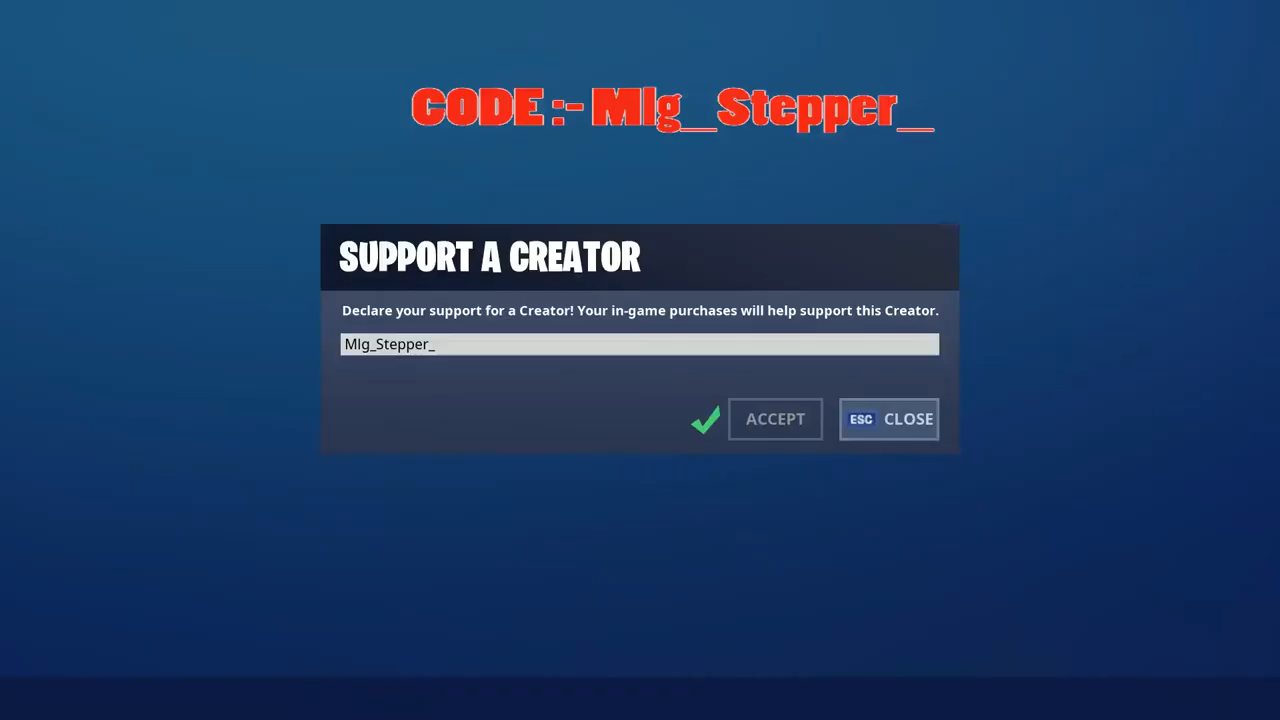 CODE :- Mlg_Stepper_
SUPPORT A CREATOR
Declare your support for a Creator! Your in-game purchases will help support this Creator.
Mlg_Stepper_
ACCEPT
ESC CLOSE